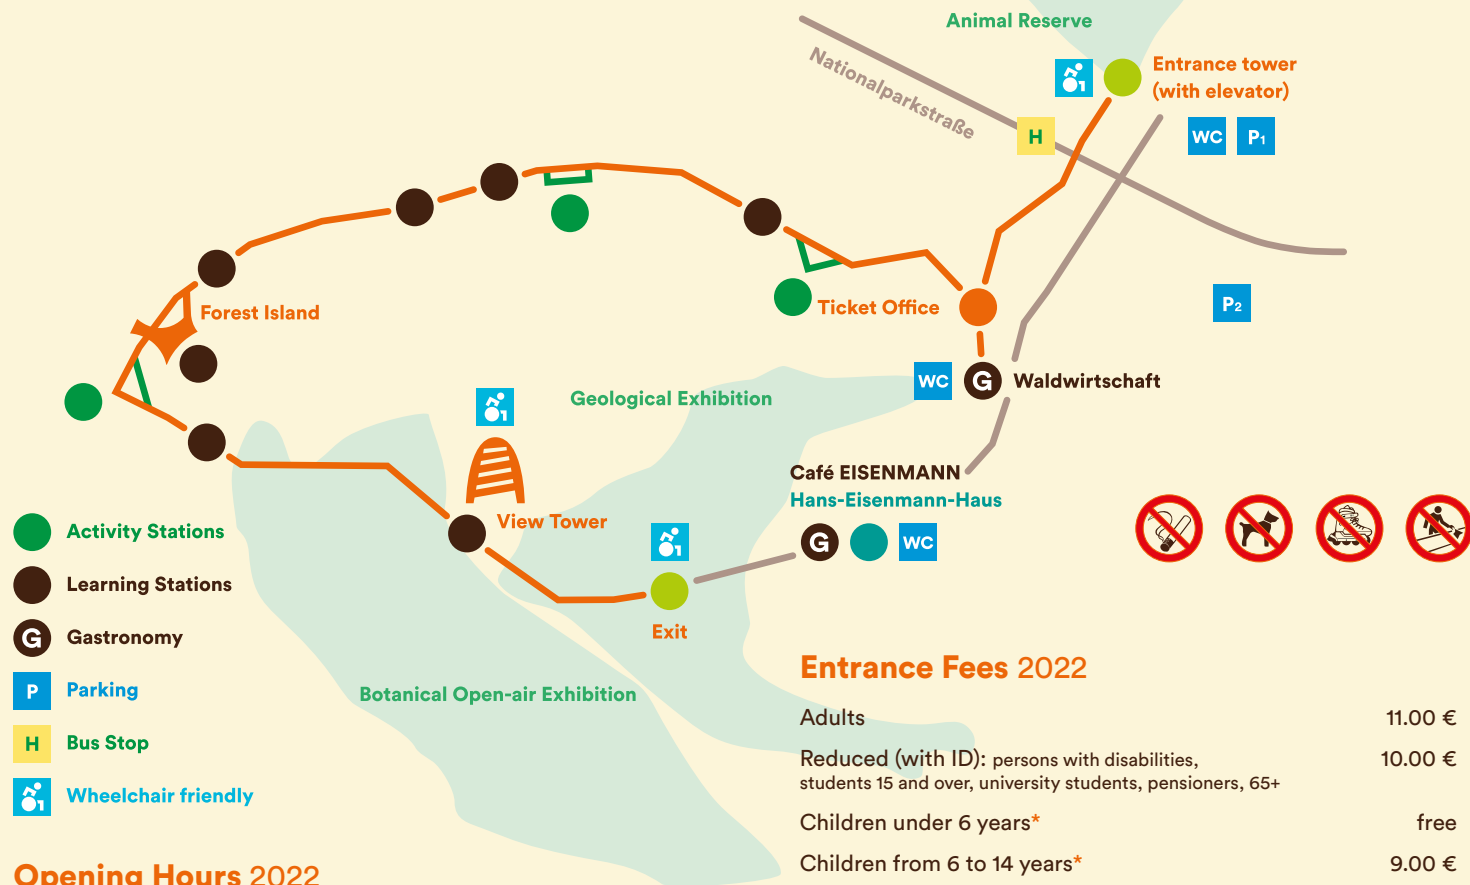 Animal Reserve
Nationalparkstraße
Entrance tower
(with elevator)
H
WC
P1
Forest Island
Ticket Office
P2
Geological Exhibition
WC
G
Waldwirtschaft
Café EISENMANN
Hans-Eisenmann-Haus
G
WC
View Tower
Exit
Botanical Open-air Exhibition
Activity Stations
Learning Stations
G Gastronomy
P Parking
H Bus Stop
Wheelchair friendly
Opening Hours 2022
Entrance Fees 2022
Adults 11.00 €
Reduced (with ID): persons with disabilities, 10.00 €
students 15 and over, university students, pensioners, 65+
Children under 6 years* free
Children from 6 to 14 years* 9.00 €